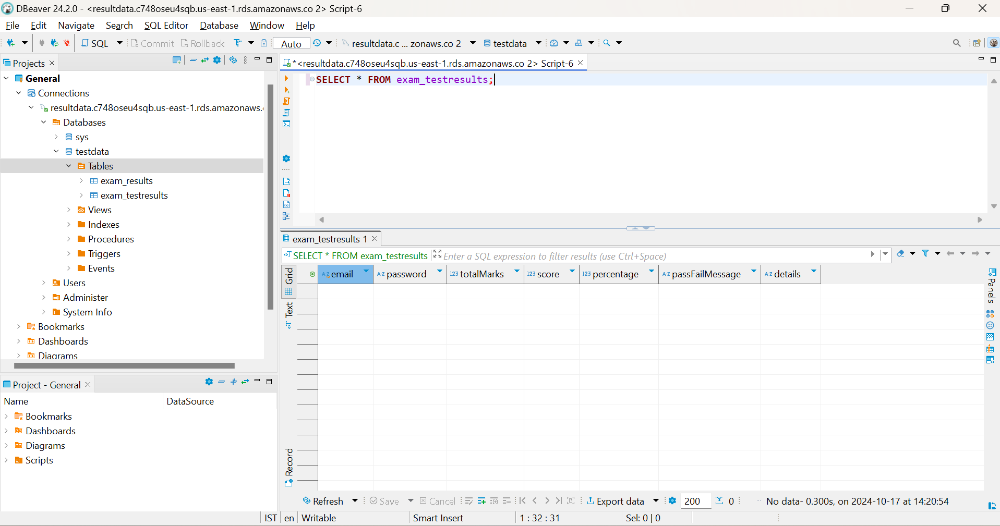 DBeaver 24.2.0 - <resultdata.c748oseu4sqb.us-east-1.rds.amazonaws.co 2> Script-6
File Edit Navigate Search SQL Editor Database Window Help
SQL Commit Rollback Auto resultdata.c ... zonaws.co 2 testdata
Projects
General
Connections
resultdata.c748oseu4sqb.us-east-1.rds.amazonaws.
Databases
sys
testdata
Tables
exam_results
exam_testresults
Views
Indexes
Procedures
Triggers
Events
Users
Administer
System Info
Bookmarks
Dashboards
Diagrams
Project - General
Name DataSource
Bookmarks
Dashboards
Diagrams
Scripts
*<resultdata.c748oseu4sqb.us-east-1.rds.amazonaws.co 2> Script-6
SELECT * FROM exam_testresults;
exam_testresults 1
SELECT * FROM exam_testresults Enter a SQL expression to filter results (use Ctrl+Space)
Grid
Text
Record
A-Z email A-Z password 123 totalMarks 123 score 123 percentage A-Z passFailMessage A-Z details
Panels
Refresh Save Cancel Export data 200 0 No data- 0.300s, on 2024-10-17 at 14:20:54
IST en Writable Smart Insert 1 : 32 : 31 Sel: 0 | 0